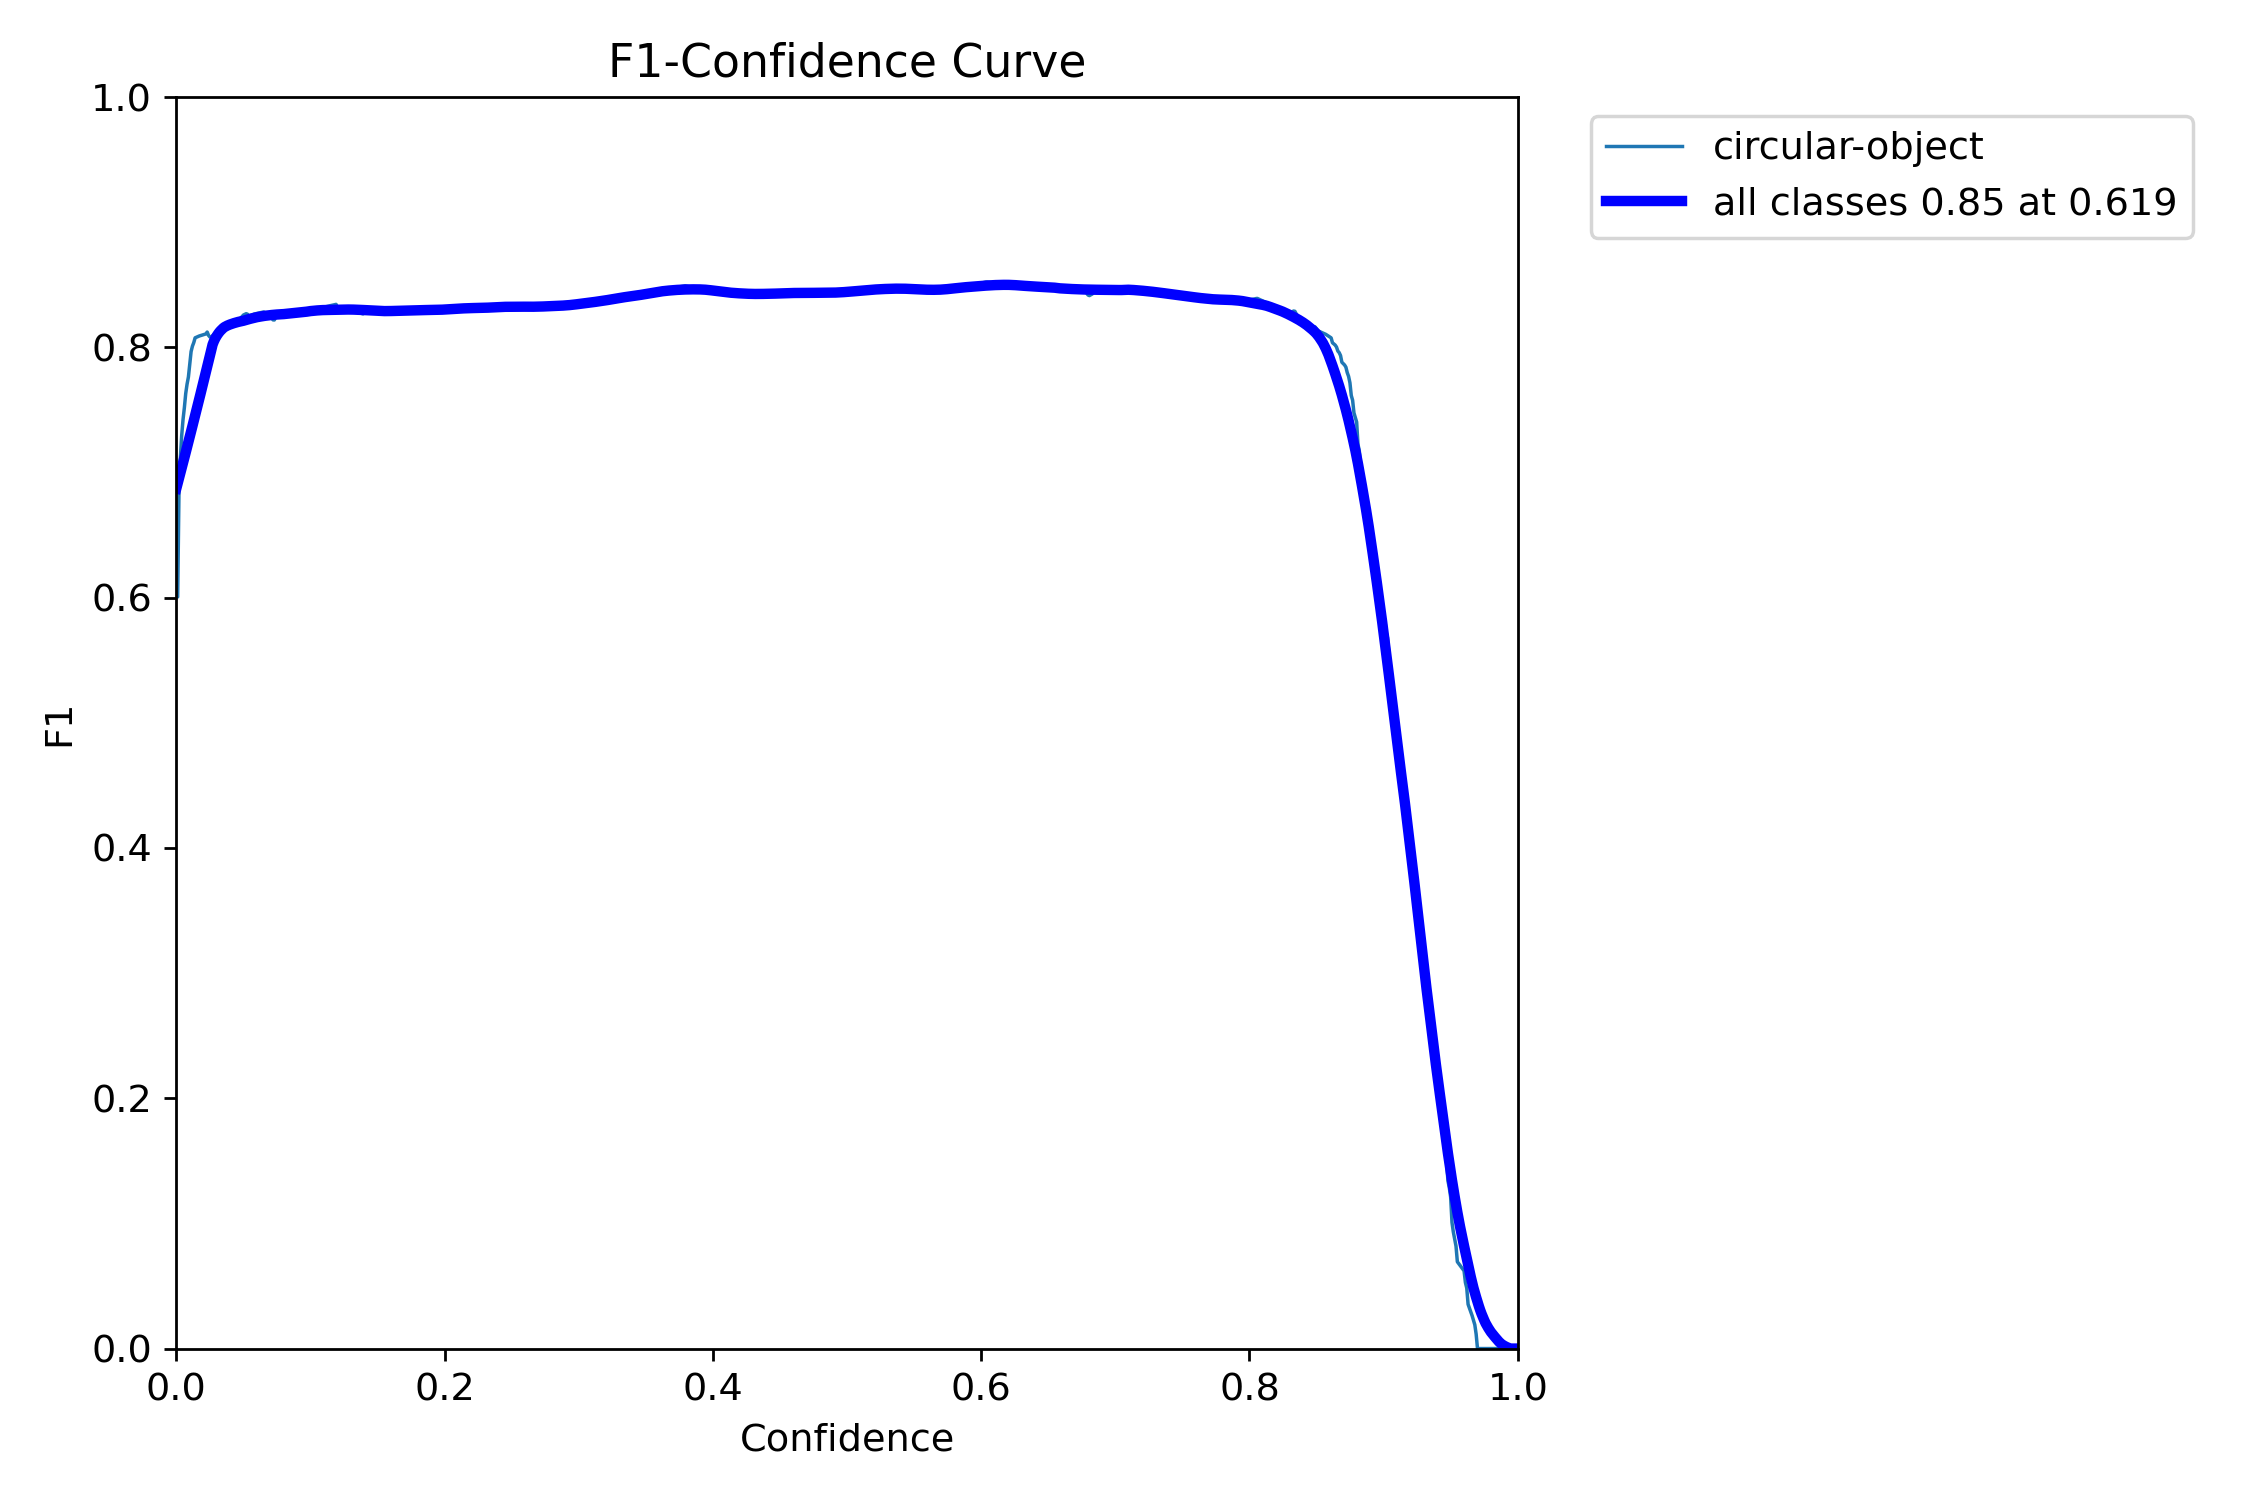 F1-Confidence Curve
1.0
0.8
0.6
0.4
0.2
0.0
F1
0.0 0.2 0.4 0.6 0.8 1.0
Confidence
circular-object
all classes 0.85 at 0.619